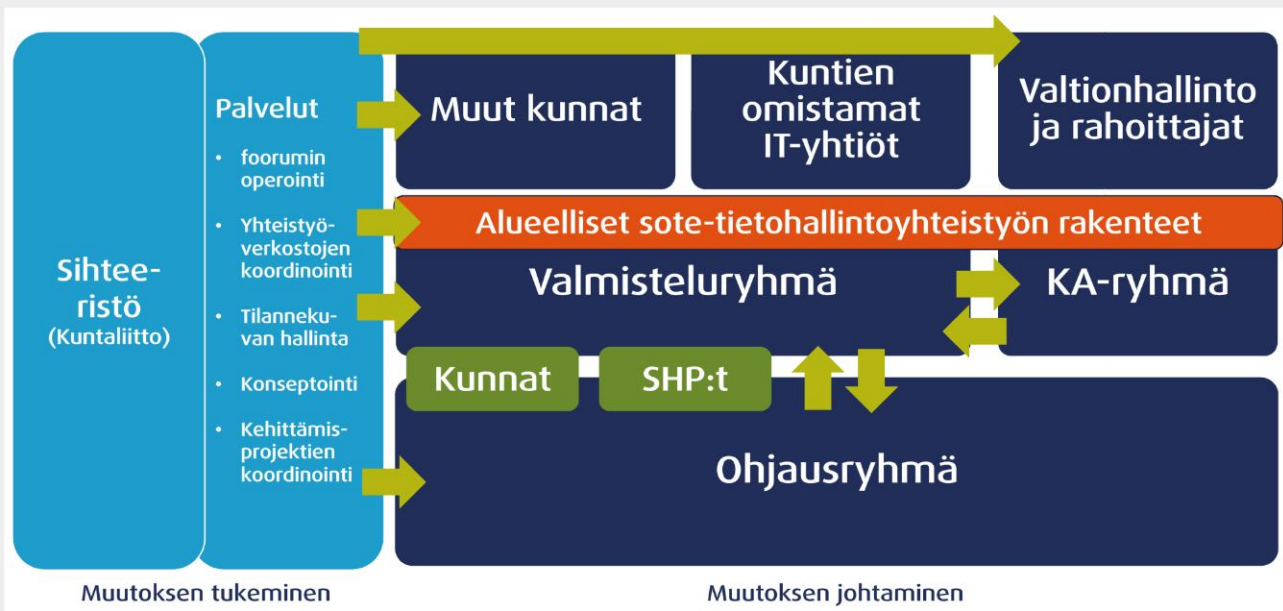 Sihtee-
ristö
(Kuntaliitto)
Palvelut
• foorumin
operointi
• Yhteistyö-
verkostojen
koordinointi
• Tilanneku-
van hallinta
• Konseptointi
• Kehittämis-
projektien
koordinointi
Muut kunnat
Kuntien
omistamat
IT-yhtiöt
Valtionhallinto
ja rahoittajat
Alueelliset sote-tietohallintoyhteistyön rakenteet
Valmisteluryhmä
KA-ryhmä
Kunnat
SHP:t
Ohjausryhmä
Muutoksen tukeminen
Muutoksen johtaminen